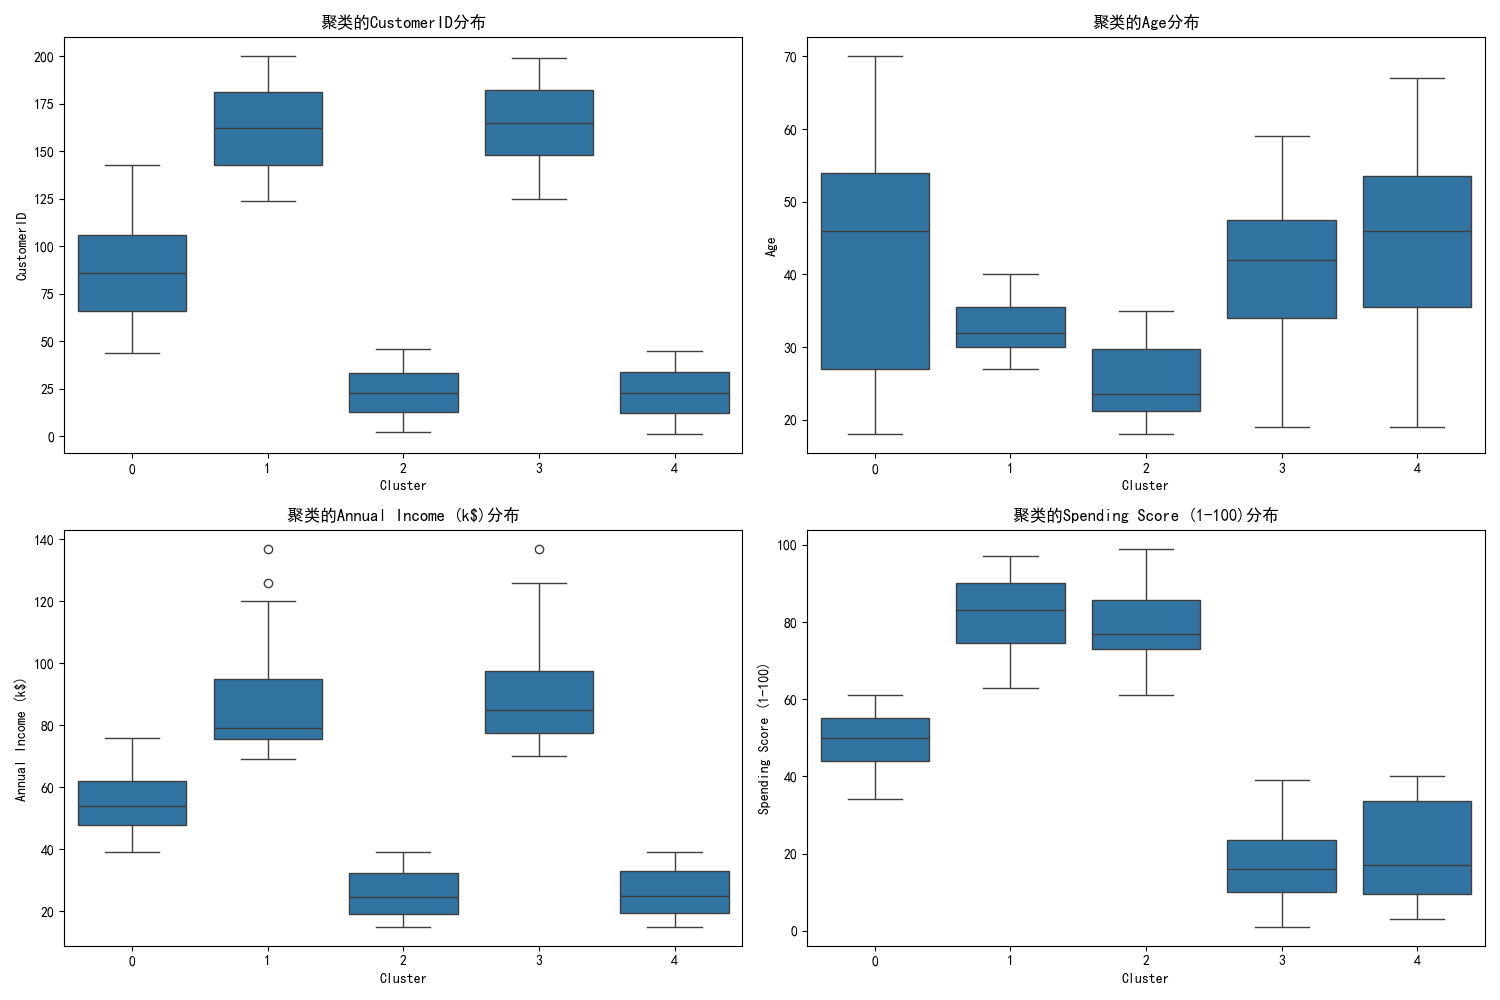 聚类的CustomerID分布
CustomerID
200
175
150
125
100
75
50
25
0
0 1 2 3 4
Cluster
聚类的Age分布
Age
70
60
50
40
30
20
0 1 2 3 4
Cluster
聚类的Annual Income (k$)分布
Annual Income (k$)
140
120
100
80
60
40
20
0 1 2 3 4
Cluster
聚类的Spending Score (1-100)分布
Spending Score (1-100)
100
80
60
40
20
0
0 1 2 3 4
Cluster